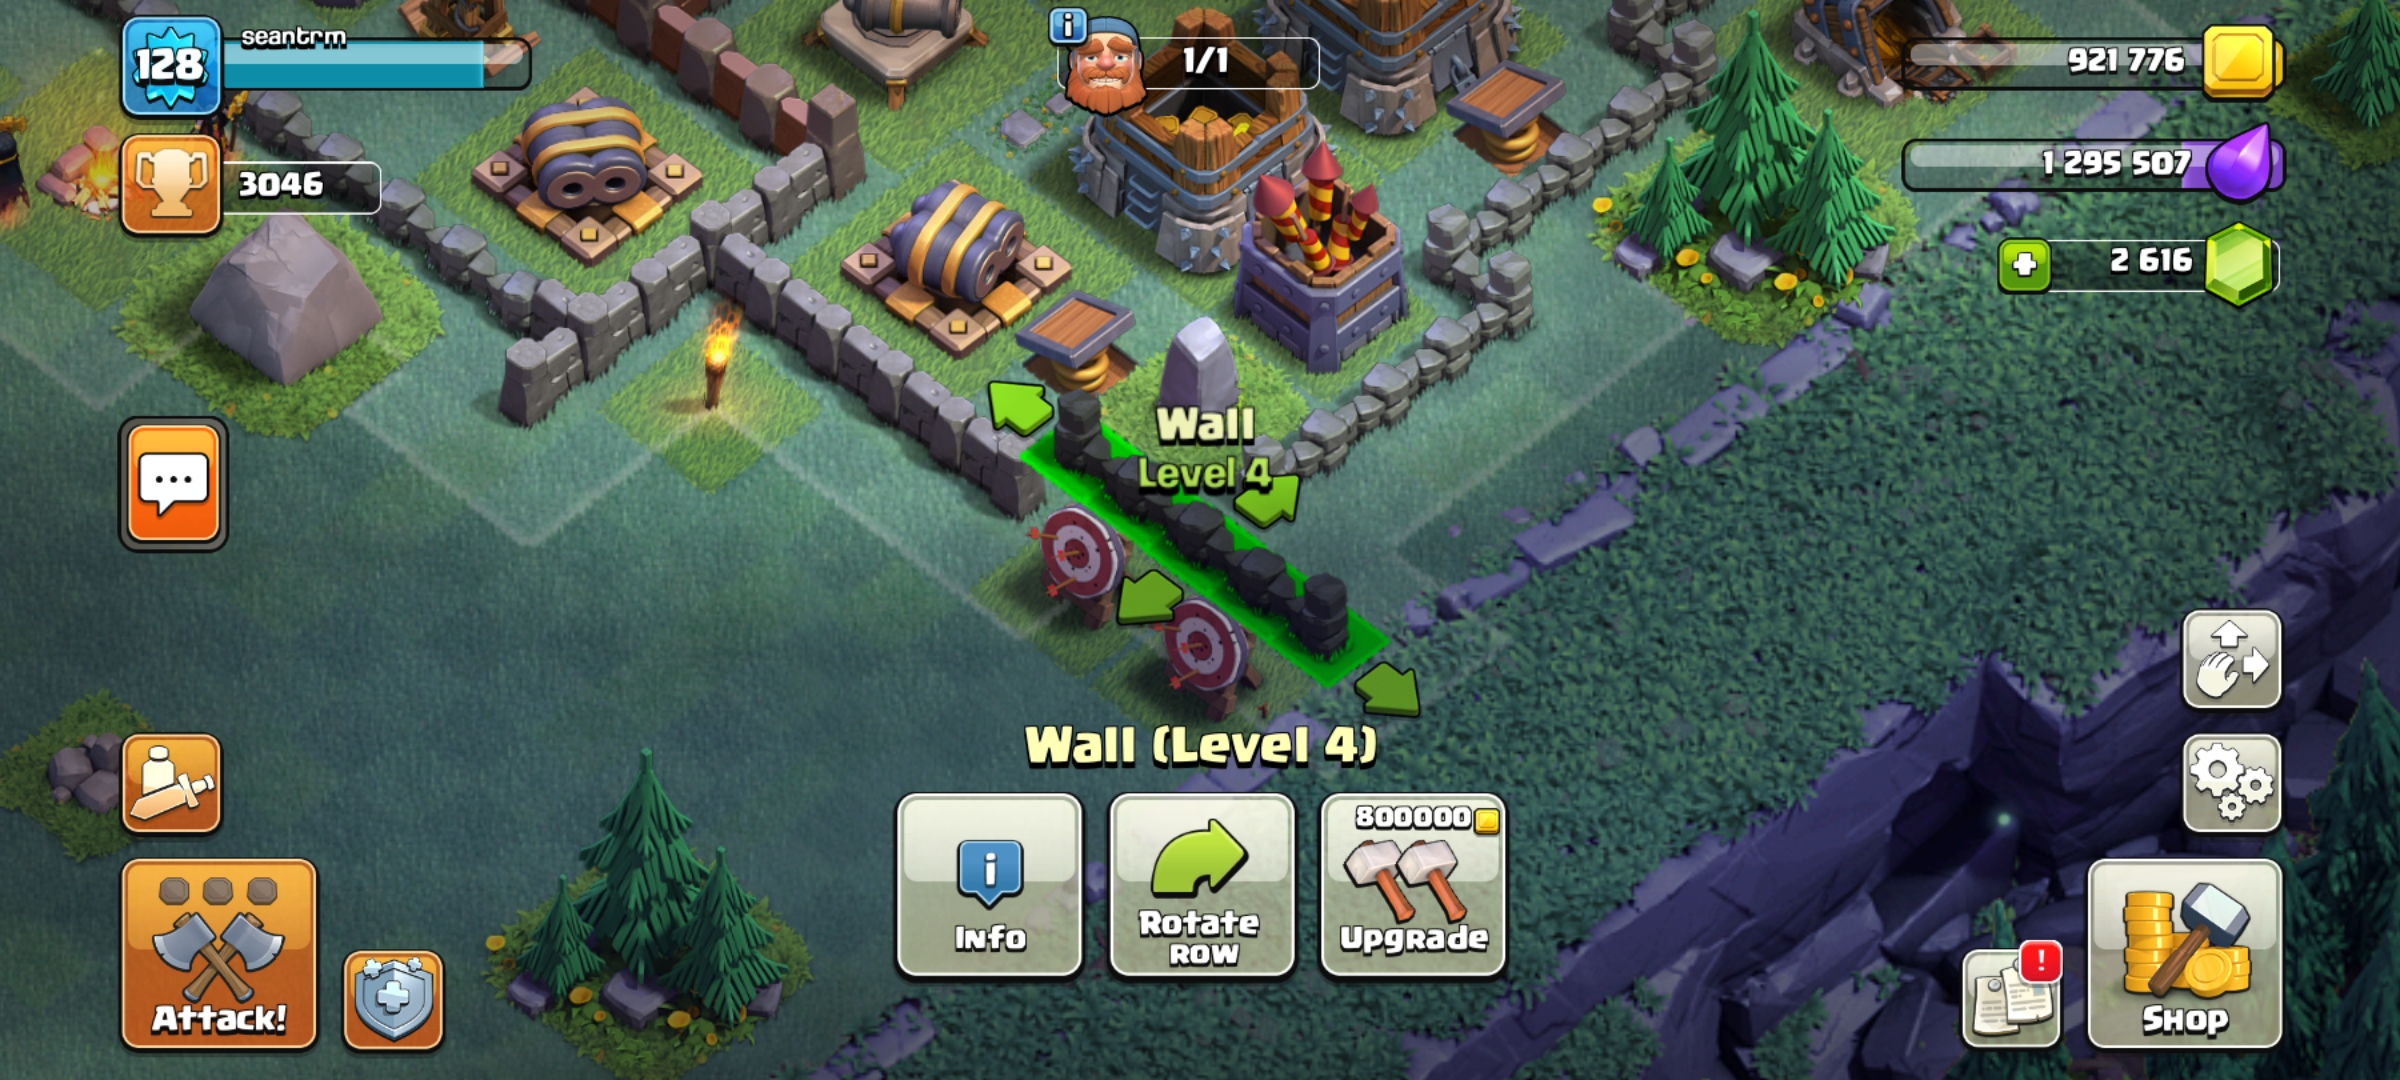 128
seantrm
1/1
921 776
3046
1 295 507
2 616
Wall
Level 4
Wall (Level 4)
800000
Info
Rotate
ROW
Upgrade
Attack!
!
Shop